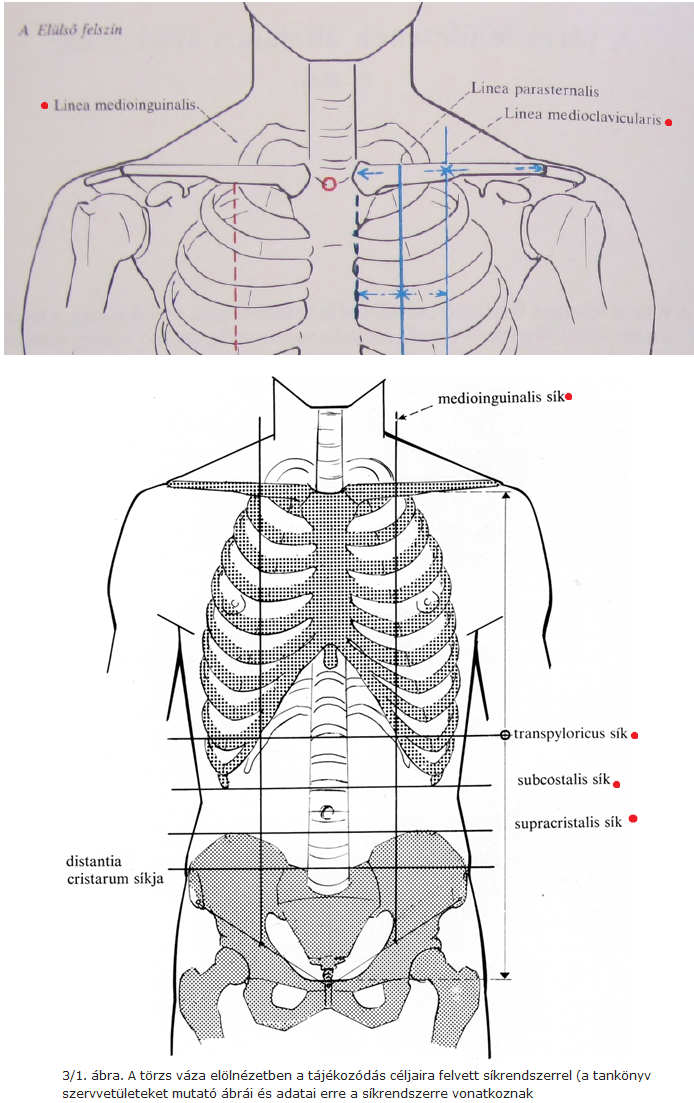 A Elülső felszín
Linea parasternalis
Linea medioinguinalis
Linea medioclavicularis
medioinguinalis sík
transpyloricus sík
subcostalis sík
supracristalis sík
distantia
cristarum síkja
3/1. ábra. A törzs váza elölnézetben a tájékozódás céljaira felvett síkrendszerrel (a tankönyv
szervvetületeket mutató ábrái és adatai erre a síkrendszerre vonatkoznak